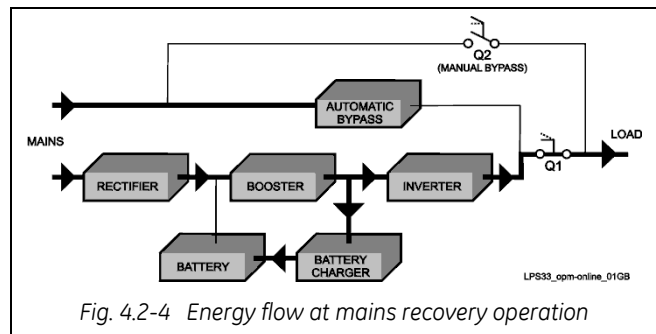 Q2
(MANUAL BYPASS)
AUTOMATIC
BYPASS
MAINS
LOAD
Q1
RECTIFIER
BOOSTER
INVERTER
BATTERY
BATTERY
CHARGER
LPS33_opm-online_01GB
Fig. 4.2-4 Energy flow at mains recovery operation